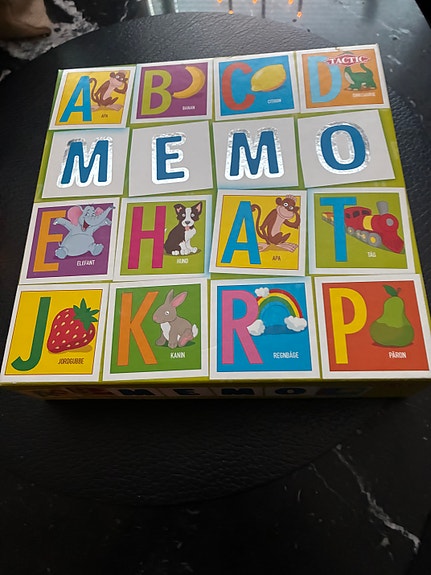 A APA B BANAN C CITRON D TACTIC DINOSAURIE
M E M O
E ELEFANT H HUND A APA T TÅG
J JORDGUBBE K KANIN R REGNBÅGE P PÄRON
MEMO